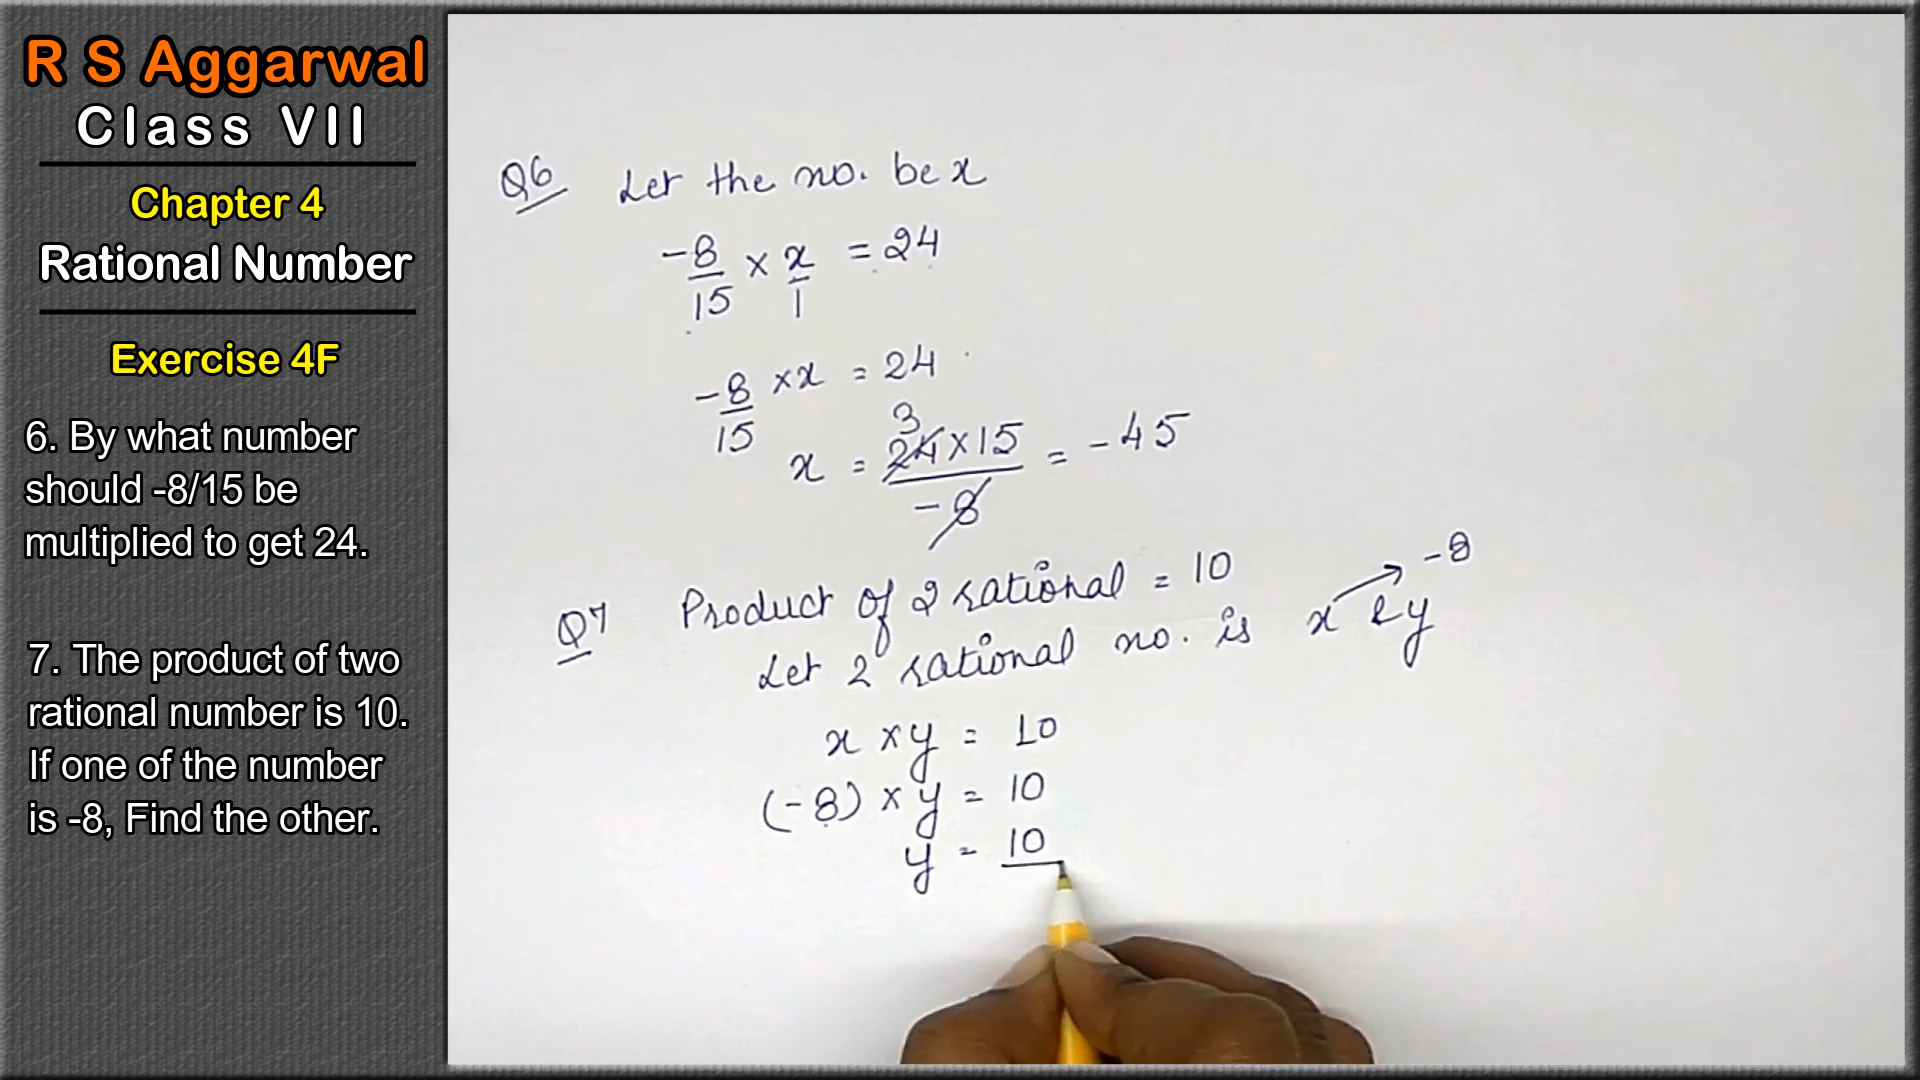 R S Aggarwal
Class VII
Chapter 4
Rational Number
Exercise 4F
6. By what number
should -8/15 be
multiplied to get 24.
7. The product of two
rational number is 10.
If one of the number
is -8, Find the other.
Q6 Let the no. be x
-8/15 × x/1 = 24
-8/15 × x = 24
x = 24 × 15 / -8 = -45
3
Q7 Product of 2 rational = 10
Let 2 rational no. is x & y
-8
x × y = 10
(-8) × y = 10
y = 10